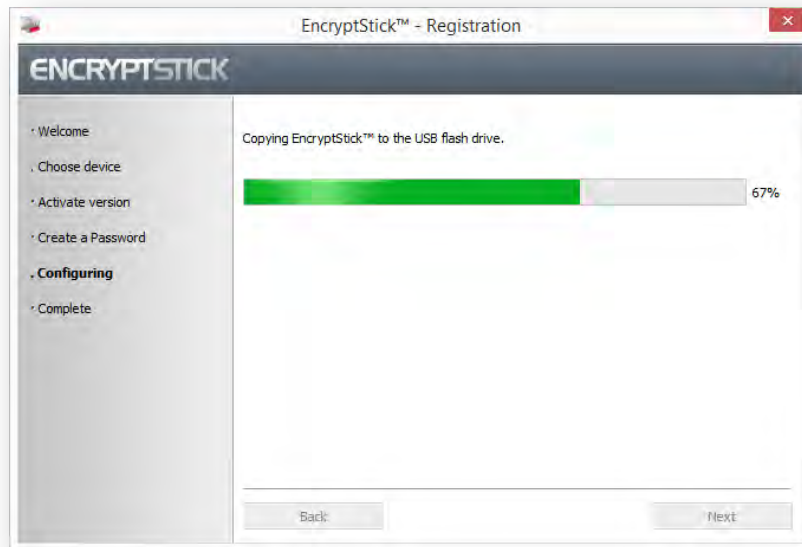 EncryptStick™ - Registration
ENCRYPTSTICK
· Welcome
. Choose device
· Activate version
· Create a Password
. Configuring
· Complete
Copying EncryptStick™ to the USB flash drive.
67%
Back
Next